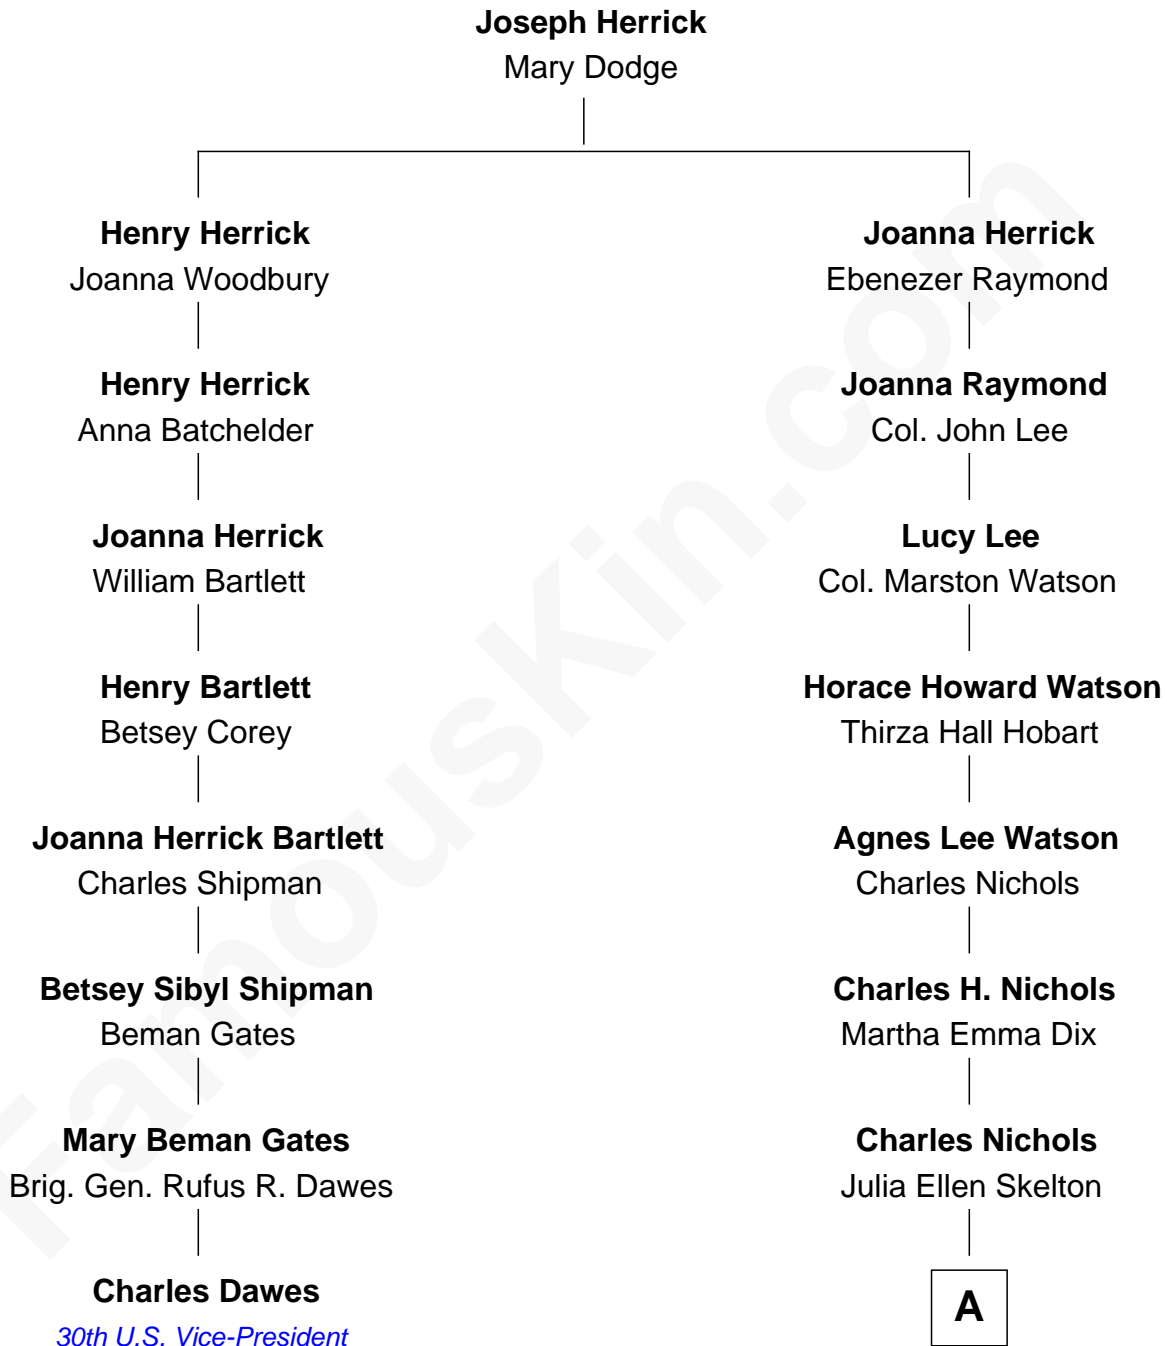 Joseph Herrick
Mary Dodge
Henry Herrick
Joanna Woodbury
Joanna Herrick
Ebenezer Raymond
Henry Herrick
Anna Batchelder
Joanna Raymond
Col. John Lee
Joanna Herrick
William Bartlett
Lucy Lee
Col. Marston Watson
Henry Bartlett
Betsey Corey
Horace Howard Watson
Thirza Hall Hobart
Joanna Herrick Bartlett
Charles Shipman
Agnes Lee Watson
Charles Nichols
Betsey Sibyl Shipman
Beman Gates
Charles H. Nichols
Martha Emma Dix
Mary Beman Gates
Brig. Gen. Rufus R. Dawes
Charles Nichols
Julia Ellen Skelton
Charles Dawes
30th U.S. Vice-President
A
FamousKin.com